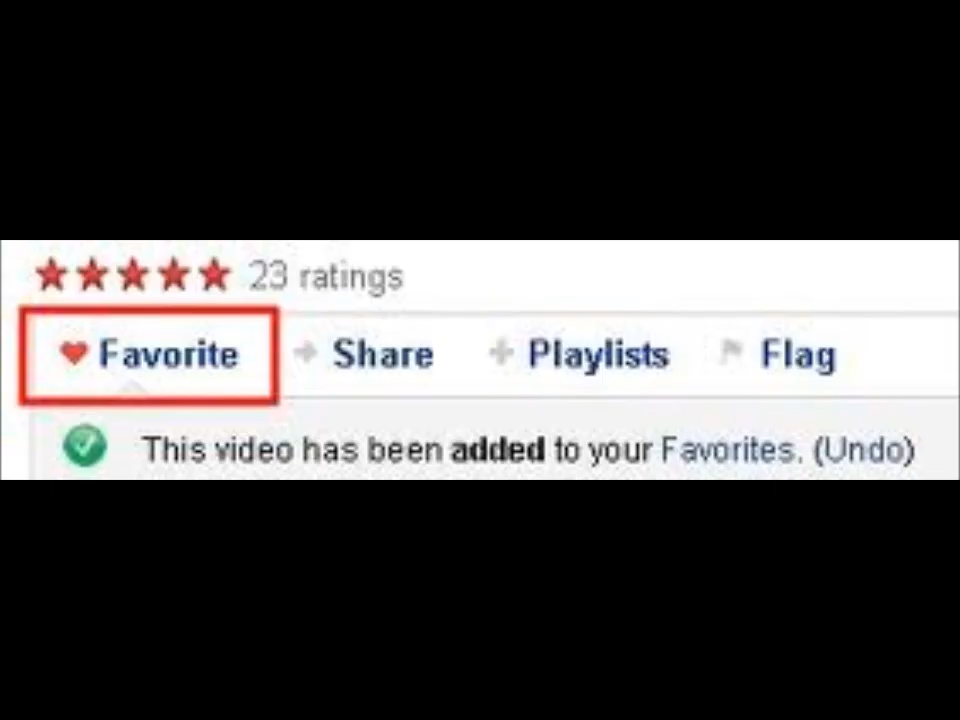 23 ratings
Favorite Share Playlists Flag
This video has been added to your Favorites. (Undo)